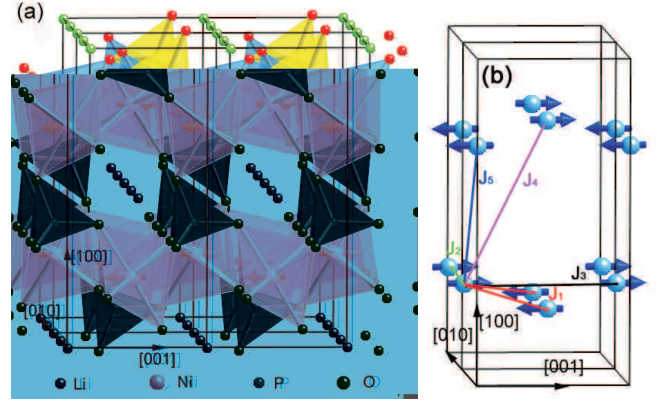 (a)
[100]
[010]
[001]
Li
Ni
P
O
(b)
J5
J4
J2
J3
J1
[010]
[100]
[001]